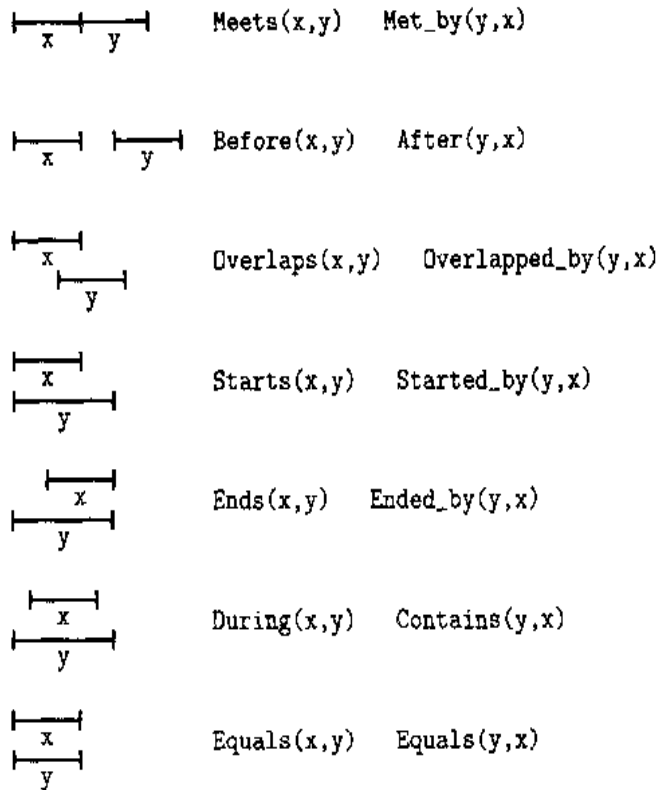 x y Meets(x,y) Met_by(y,x)
x y Before(x,y) After(y,x)
x
Overlaps(x,y) Overlapped_by(y,x)
y
x
Starts(x,y) Started_by(y,x)
y
x
Ends(x,y) Ended_by(y,x)
y
x
During(x,y) Contains(y,x)
y
x
Equals(x,y) Equals(y,x)
y